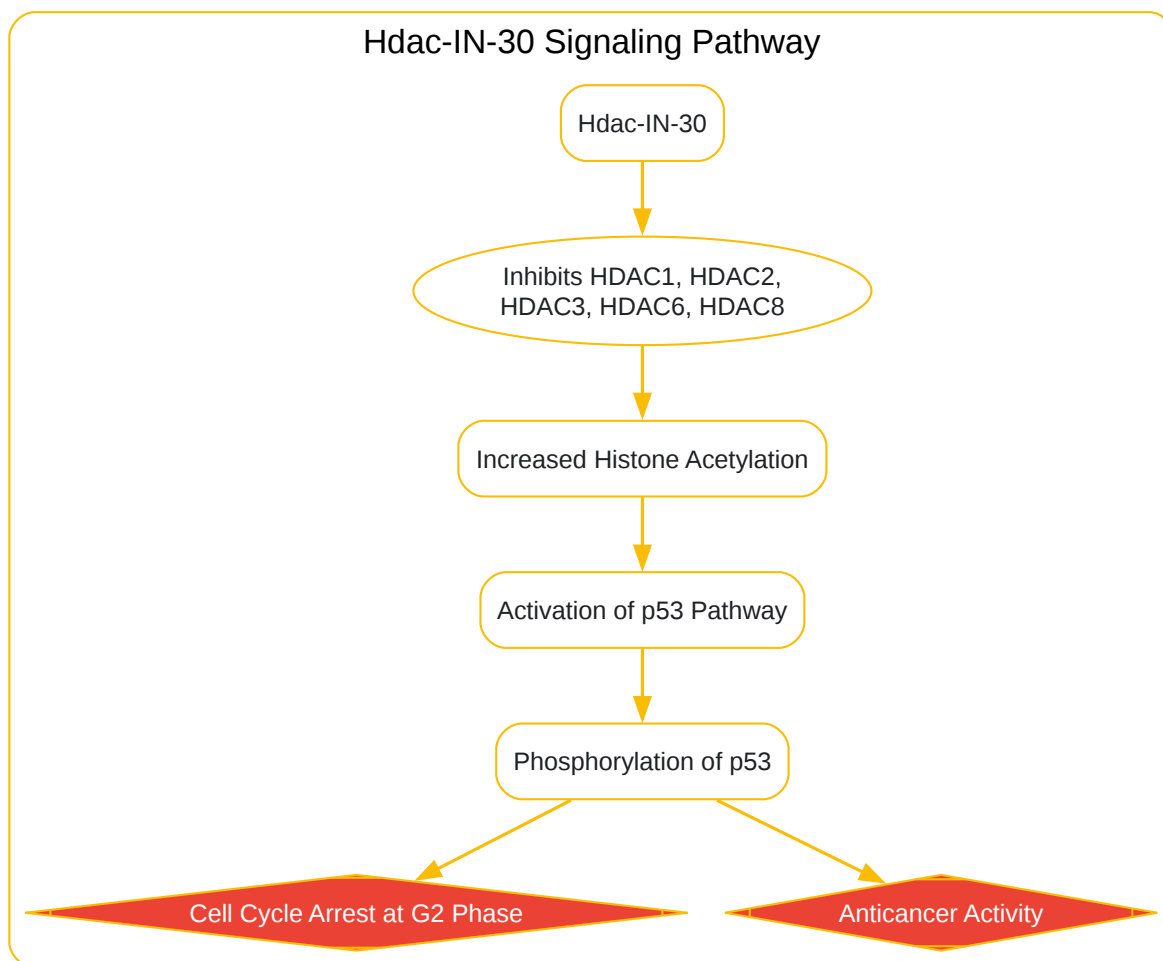 Hdac-IN-30 Signaling Pathway
Hdac-IN-30
Inhibits HDAC1, HDAC2,
HDAC3, HDAC6, HDAC8
Increased Histone Acetylation
Activation of p53 Pathway
Phosphorylation of p53
Cell Cycle Arrest at G2 Phase
Anticancer Activity